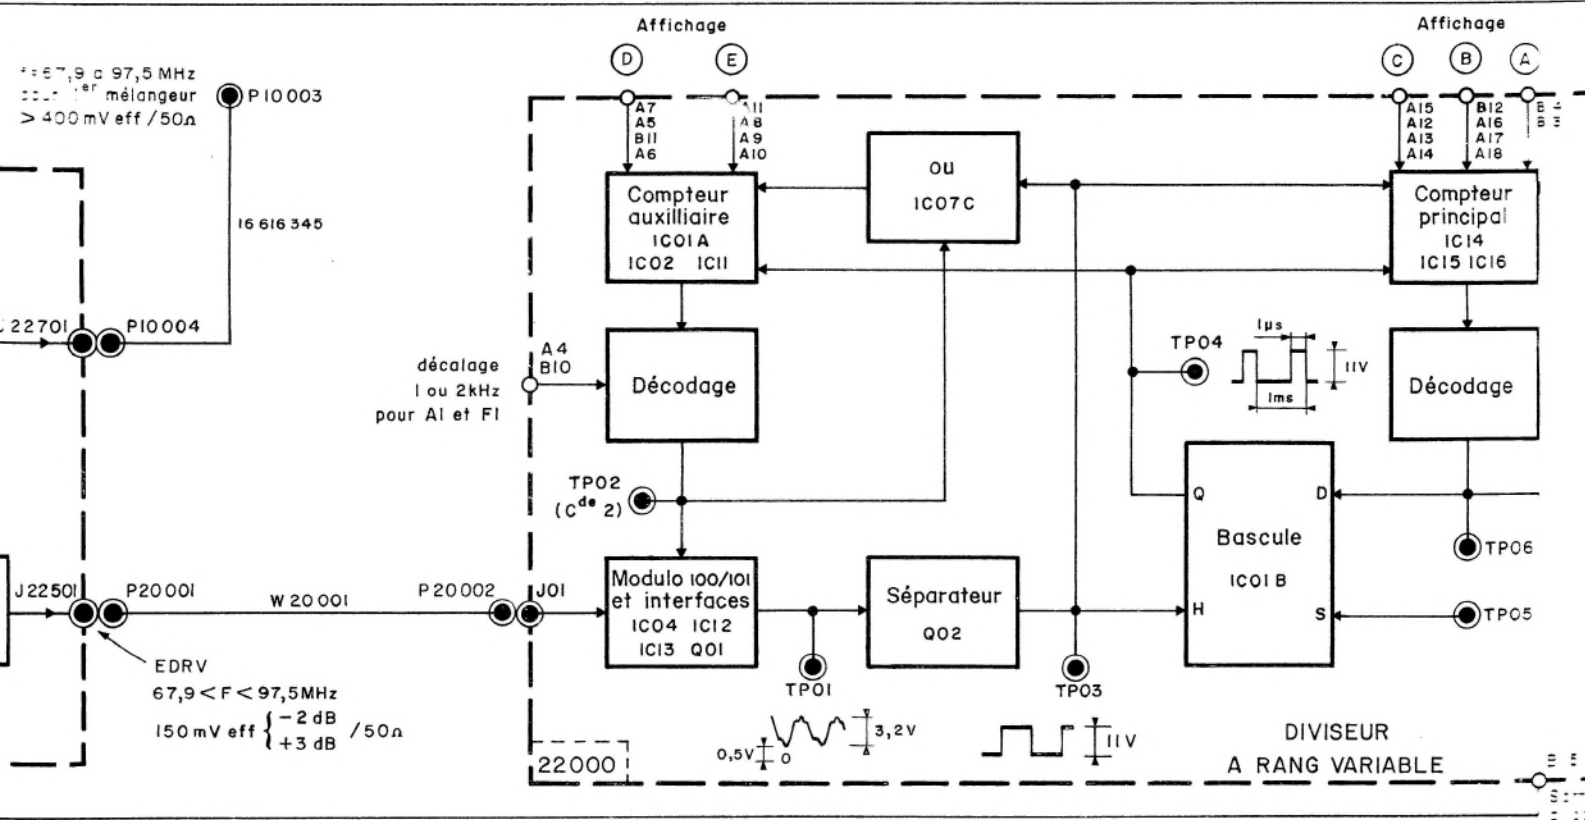 Affichage
Affichage
D
E
C
B
A
67,9 a 97,5 MHz
er mélangeur
> 400 mV eff / 50Ω
P10003
A7
A5
B11
A6
A11
A8
A9
A10
A15
A12
A13
A14
B12
A16
A17
A18
Compteur
auxilliaire
IC01A
IC02 IC11
ou
IC07C
Compteur
principal
IC14
IC15 IC16
16 616 345
22701
P10004
décalage
1 ou 2kHz
pour A1 et F1
A4
B10
Décodage
TP04
1µs
11V
1ms
Décodage
TP02
(Cde 2)
Q
D
Bascule
IC01B
H
S
TP06
TP05
J22501
P20001
W20001
P20002
J01
Modulo 100/101
et interfaces
IC04 IC12
IC13 Q01
Séparateur
Q02
TP01
TP03
EDRV
67,9 < F < 97,5MHz
150 mV eff { -2 dB
+3 dB / 50Ω
0,5V
0
3,2V
11V
22000
DIVISEUR
A RANG VARIABLE